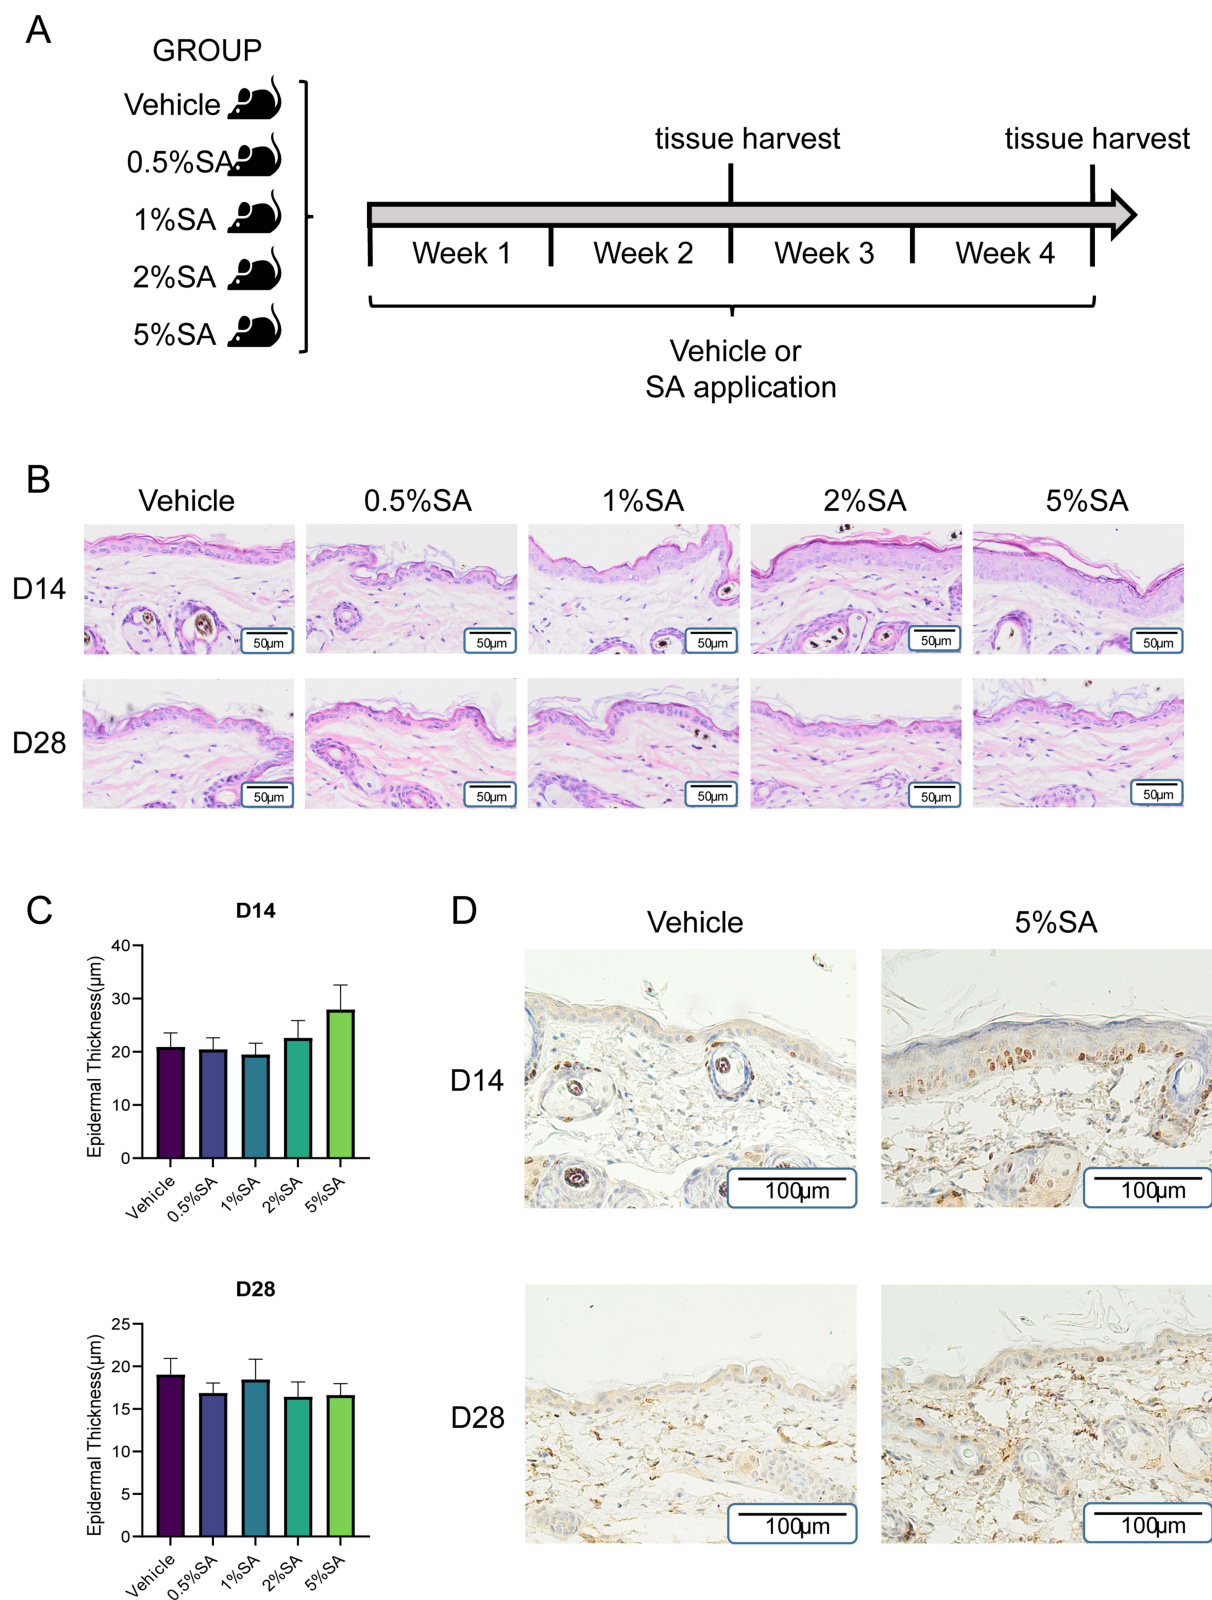 A
GROUP
Vehicle
0.5%SA
1%SA
2%SA
5%SA
tissue harvest
tissue harvest
Week 1
Week 2
Week 3
Week 4
Vehicle or
SA application
B
Vehicle
0.5%SA
1%SA
2%SA
5%SA
D14
50µm
50µm
50µm
50µm
50µm
D28
50µm
50µm
50µm
50µm
50µm
C
D14
Epidermal Thickness(µm)
40
30
20
10
0
Vehicle
0.5%SA
1%SA
2%SA
5%SA
D28
Epidermal Thickness(µm)
25
20
15
10
5
0
Vehicle
0.5%SA
1%SA
2%SA
5%SA
D
Vehicle
5%SA
D14
100µm
100µm
D28
100µm
100µm